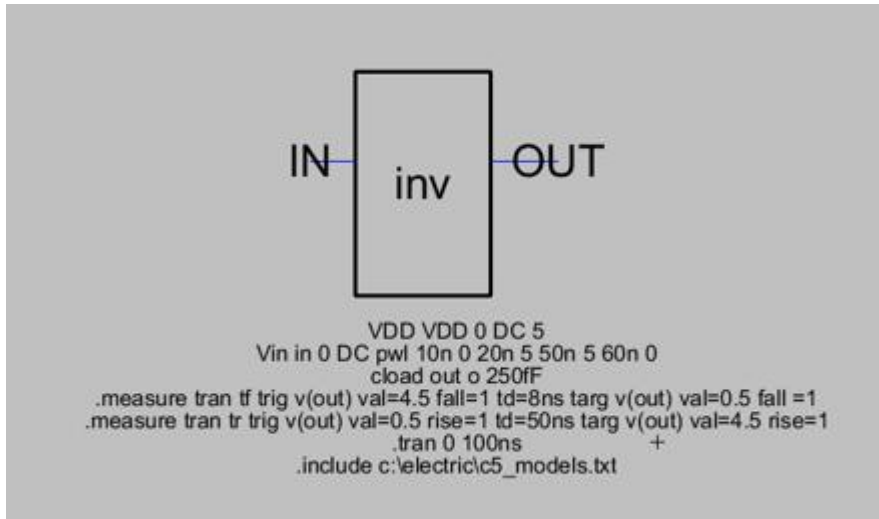 IN
inv
OUT
VDD VDD 0 DC 5
Vin in 0 DC pwl 10n 0 20n 5 50n 5 60n 0
cload out o 250fF
.measure tran tf trig v(out) val=4.5 fall=1 td=8ns targ v(out) val=0.5 fall =1
.measure tran tr trig v(out) val=0.5 rise=1 td=50ns targ v(out) val=4.5 rise=1
.tran 0 100ns
.include c:\electric\c5_models.txt